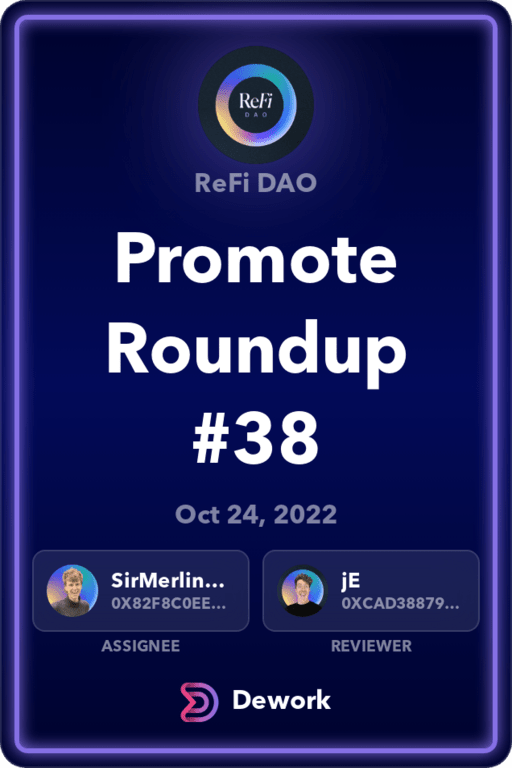 ReFi
DAO
ReFi DAO
Promote
Roundup
#38
Oct 24, 2022
SirMerlin...
0X82F8C0EE...
jE
0XCAD38879...
ASSIGNEE
REVIEWER
Dework